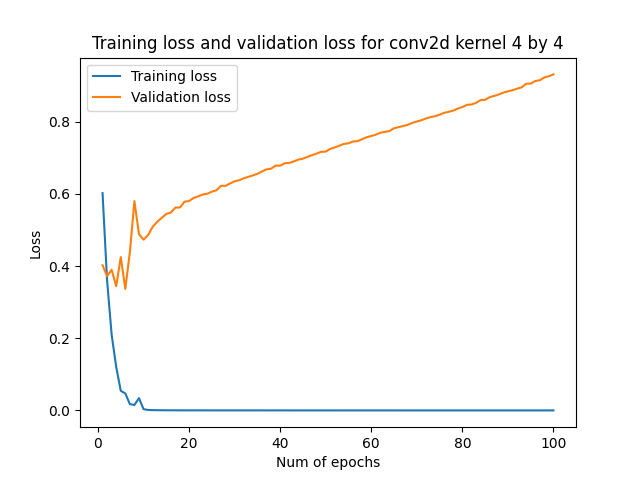 Training loss and validation loss for conv2d kernel 4 by 4
Training loss
Validation loss
Loss
0.8
0.6
0.4
0.2
0.0
0 20 40 60 80 100
Num of epochs